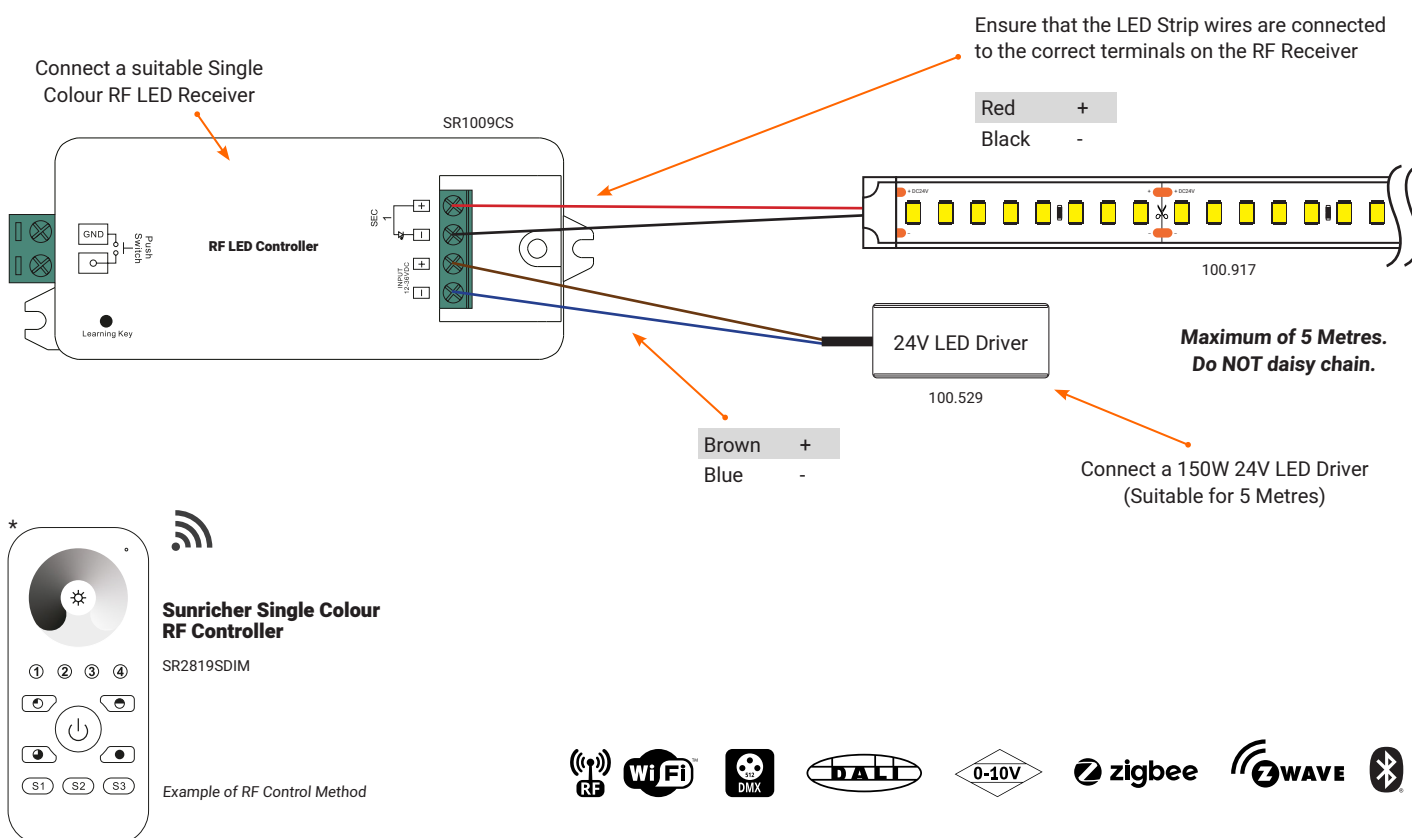 Ensure that the LED Strip wires are connected
to the correct terminals on the RF Receiver
Connect a suitable Single
Colour RF LED Receiver
Red +
Black -
SR1009CS
GND
Push
Switch
RF LED Controller
Learning Key
SEC
1
+
−
INPUT
12-36VDC
+
−
+ DC24V
-
+
+ DC24V
-
-
100.917
24V LED Driver
100.529
Maximum of 5 Metres.
Do NOT daisy chain.
Brown +
Blue -
Connect a 150W 24V LED Driver
(Suitable for 5 Metres)
*
Sunricher Single Colour
RF Controller
SR2819SDIM
1 2 3 4
S1 S2 S3
Example of RF Control Method
RF
WiFi™
512
DMX
DALI
0-10V
zigbee
Z WAVE